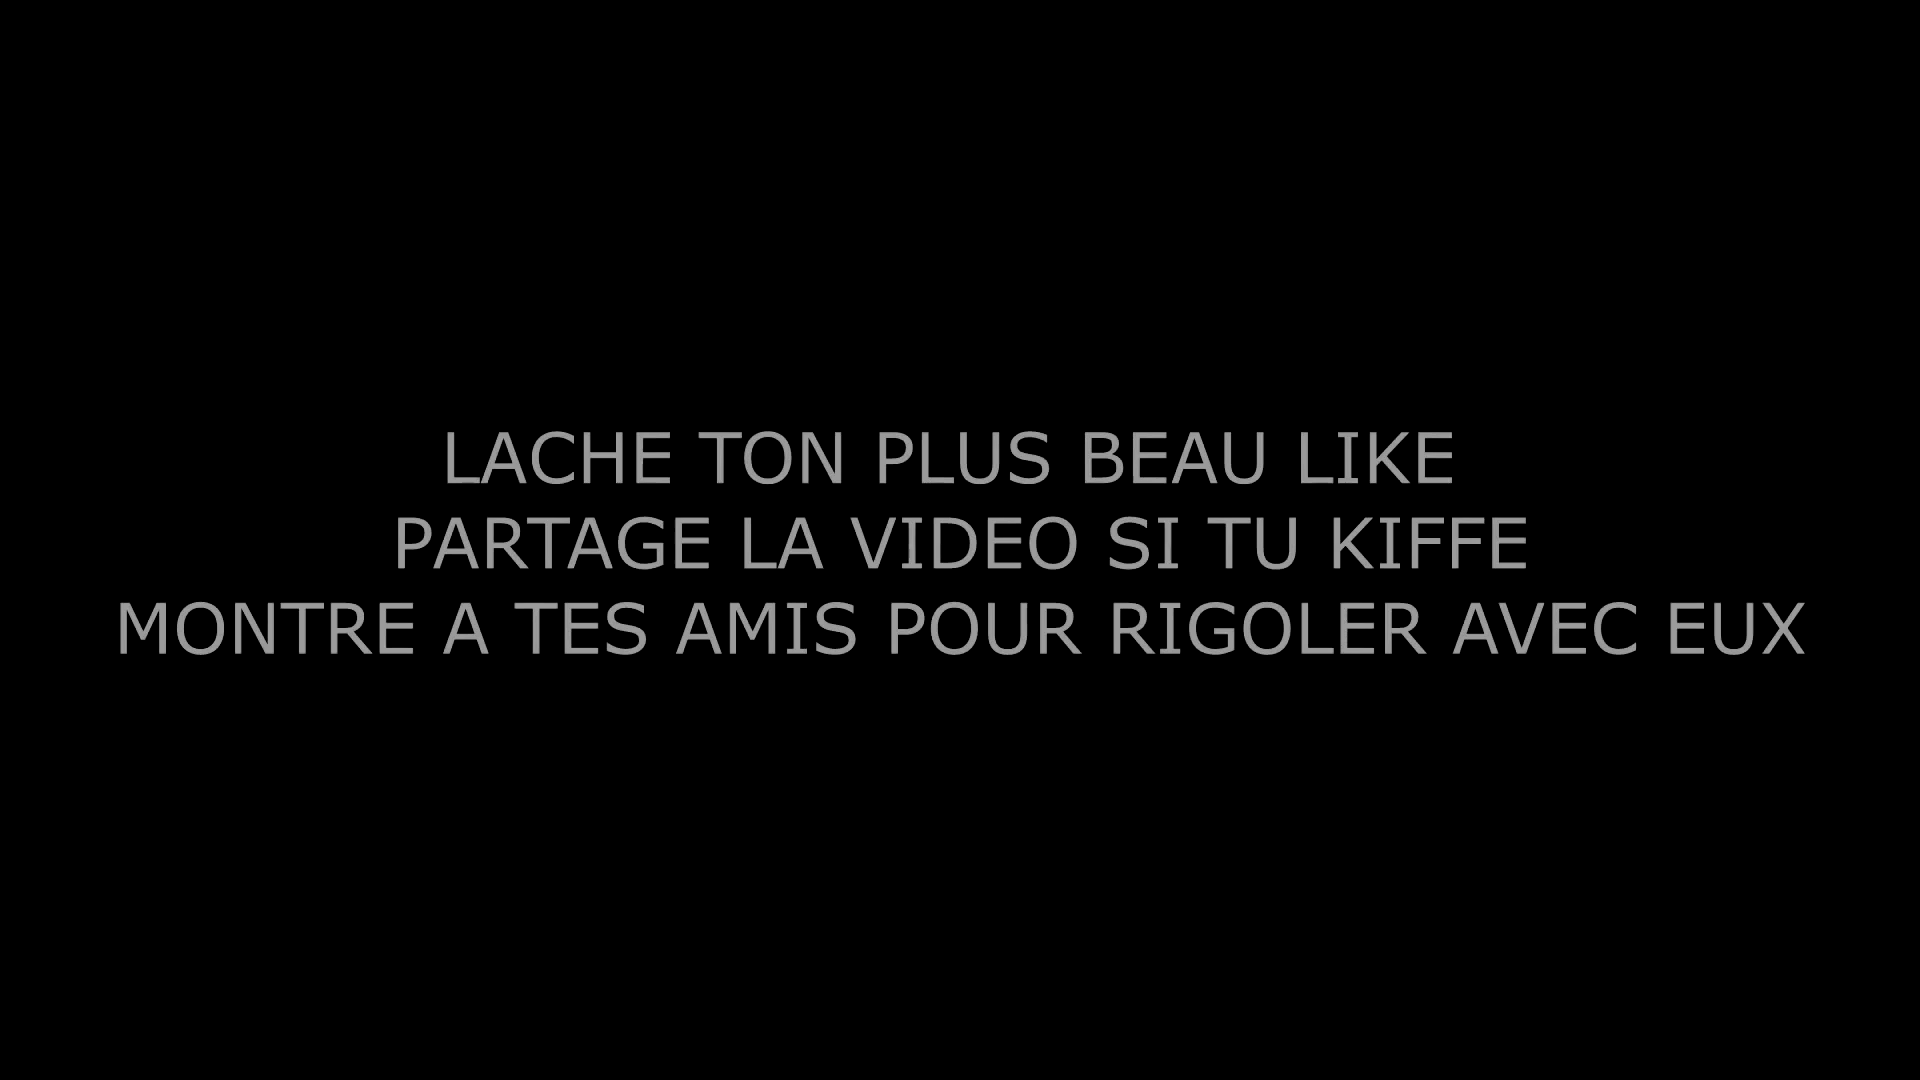 LACHE TON PLUS BEAU LIKE
PARTAGE LA VIDEO SI TU KIFFE
MONTRE A TES AMIS POUR RIGOLER AVEC EUX